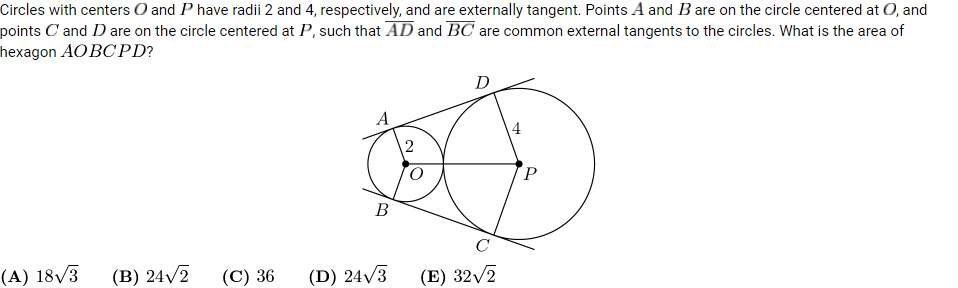 Circles with centers O and P have radii 2 and 4, respectively, and are externally tangent. Points A and B are on the circle centered at O, and
points C and D are on the circle centered at P, such that \overline{AD} and \overline{BC} are common external tangents to the circles. What is the area of
hexagon AOBCPD?
D
A
4
2
O
P
B
C
(A) 18√3 (B) 24√2 (C) 36 (D) 24√3 (E) 32√2